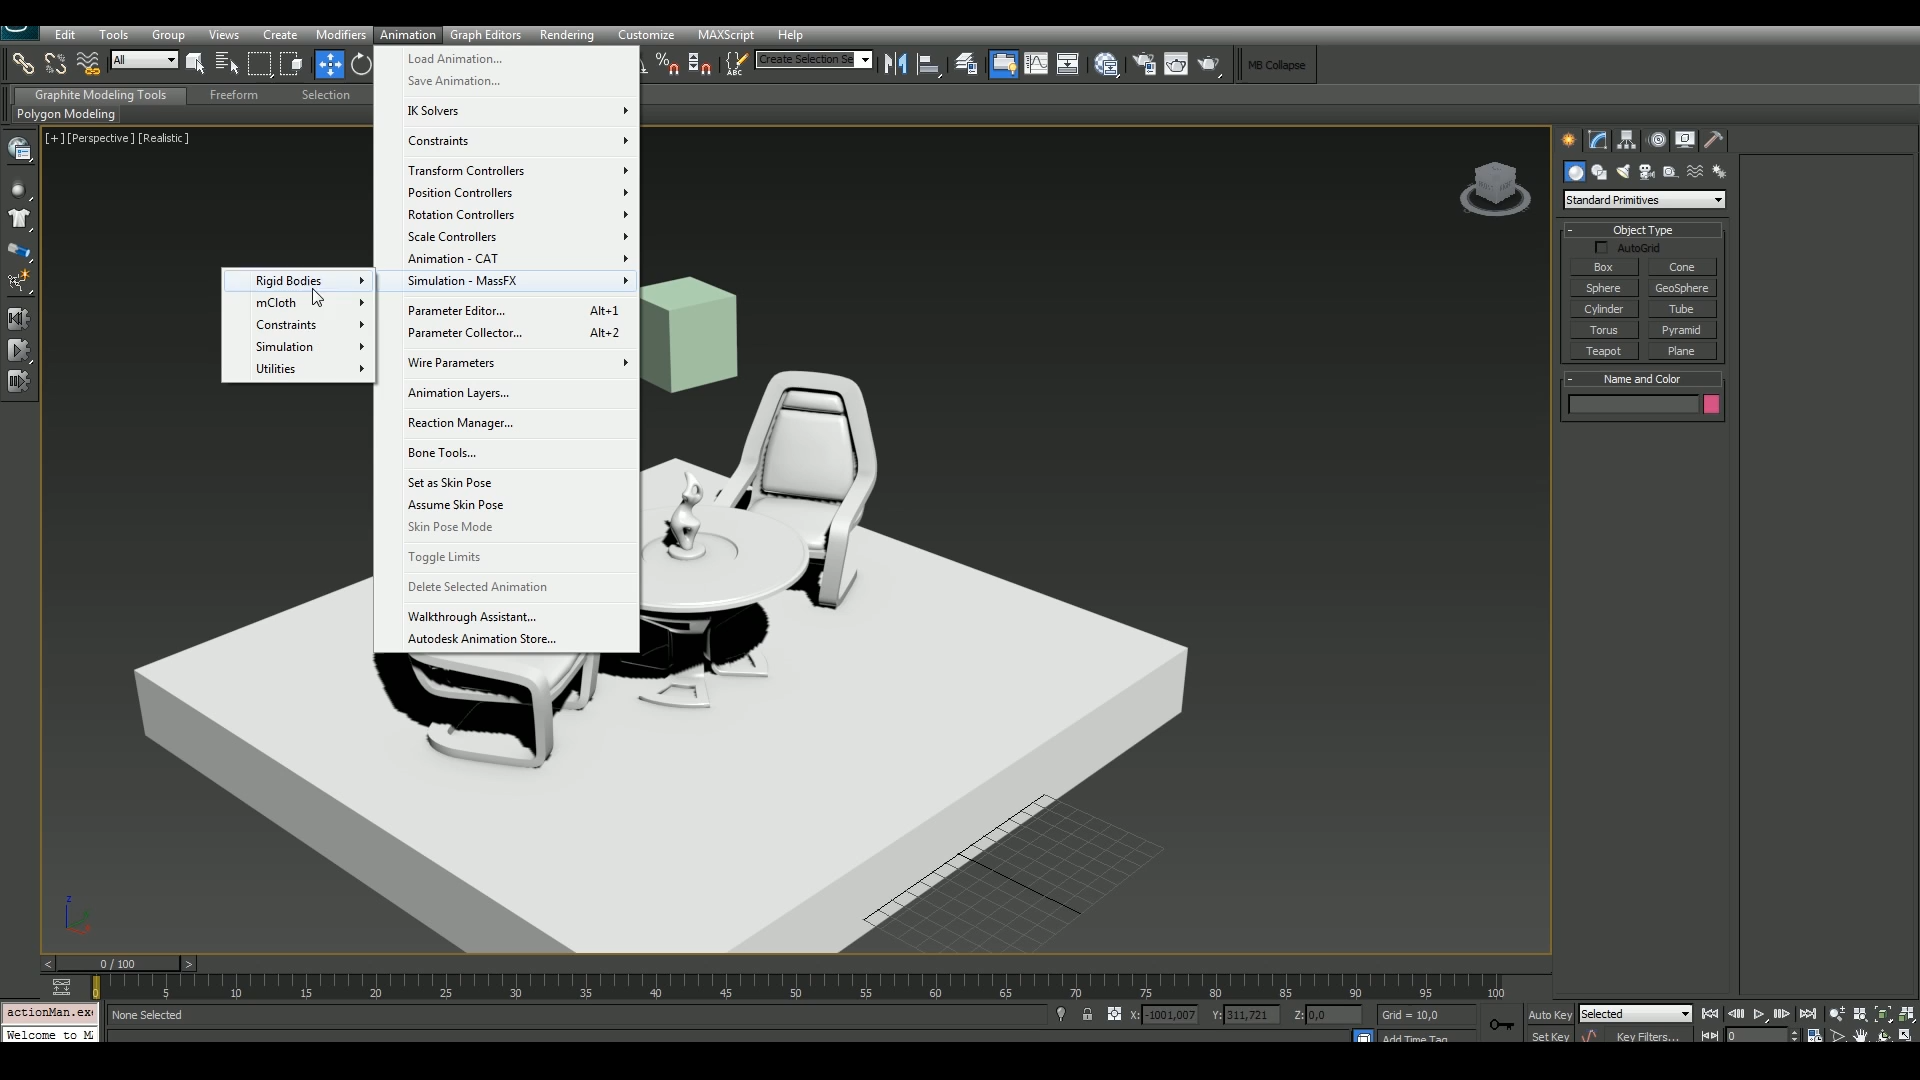 Edit Tools Group Views Create Modifiers Animation Graph Editors Rendering Customize MAXScript Help
All
ABC
Create Selection Se
MB Collapse
Graphite Modeling Tools Freeform Selection
Polygon Modeling
[+] [Perspective] [Realistic]
Load Animation...
Save Animation...
IK Solvers
Constraints
Transform Controllers
Position Controllers
Rotation Controllers
Scale Controllers
Animation - CAT
Simulation - MassFX
Parameter Editor... Alt+1
Parameter Collector... Alt+2
Wire Parameters
Animation Layers...
Reaction Manager...
Bone Tools...
Set as Skin Pose
Assume Skin Pose
Skin Pose Mode
Toggle Limits
Delete Selected Animation
Walkthrough Assistant...
Autodesk Animation Store...
Rigid Bodies
mCloth
Constraints
Simulation
Utilities
Standard Primitives
- Object Type
AutoGrid
Box Cone
Sphere GeoSphere
Cylinder Tube
Torus Pyramid
Teapot Plane
- Name and Color
z
< 0 / 100 >
0 5 10 15 20 25 30 35 40 45 50 55 60 65 70 75 80 85 90 95 100
actionMan.exe
None Selected
X: -1001,007 Y: 311,721 Z: 0,0
Grid = 10,0
Auto Key Selected
Welcome to
Add Time Tag
Set Key Key Filters... 0